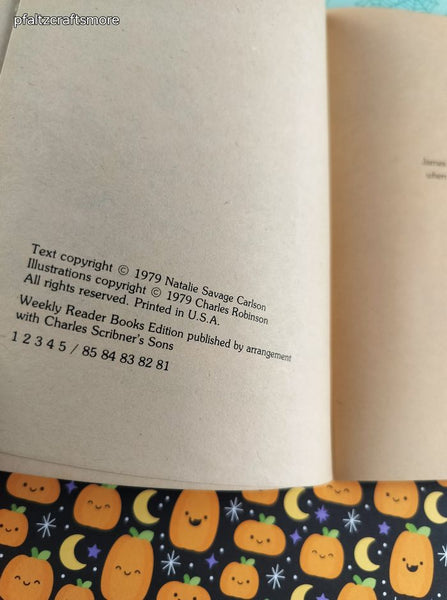 pfaltzcraftsmore
Text copyright © 1979 Natalie Savage Carlson
Illustrations copyright © 1979 Charles Robinson
All rights reserved. Printed in U.S.A.
Weekly Reader Books Edition published by arrangement
with Charles Scribner's Sons
1 2 3 4 5 / 85 84 83 82 81
James
when